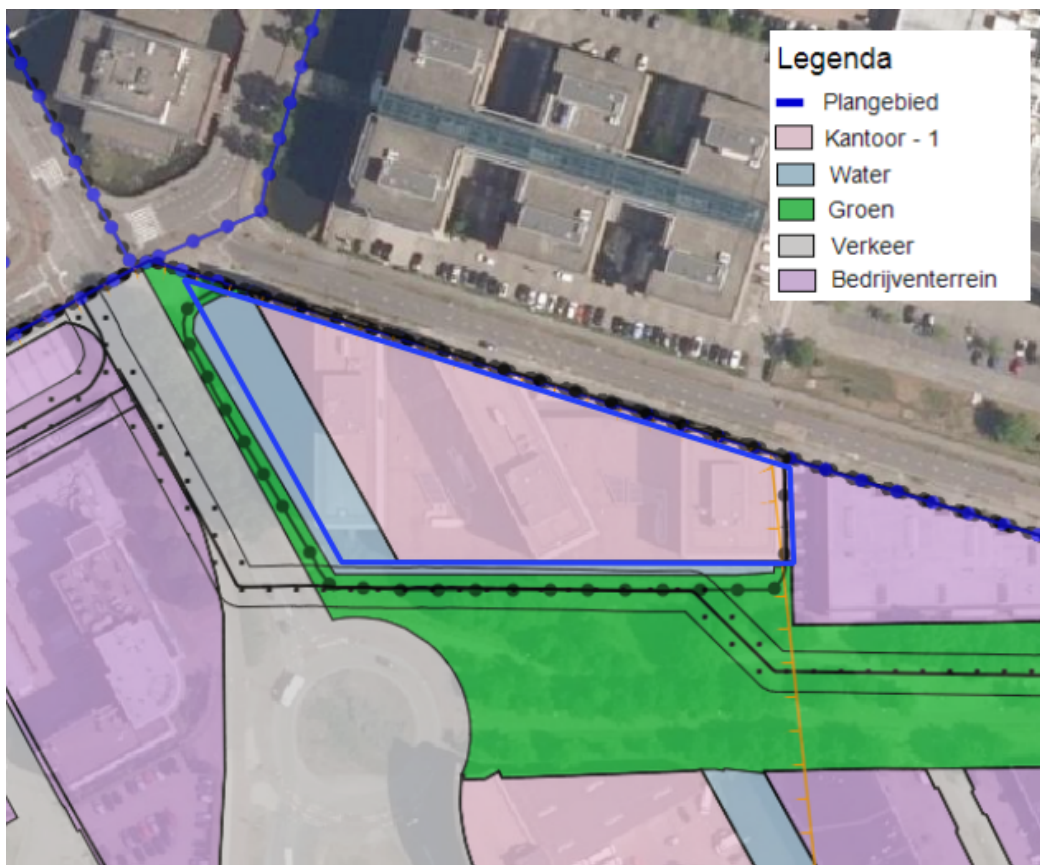 Legenda
Plangebied
Kantoor - 1
Water
Groen
Verkeer
Bedrijventerrein